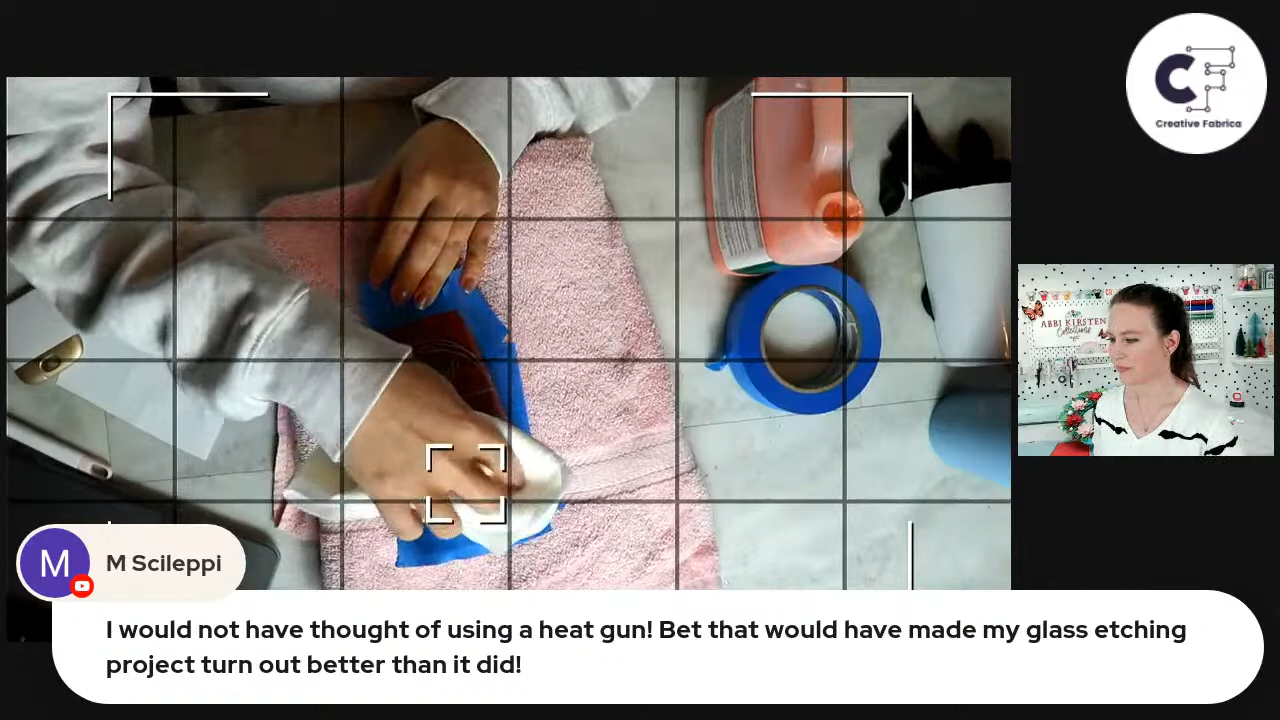 Creative Fabrica
ABBI KIRSTEN
Collections
M
M Scileppi
I would not have thought of using a heat gun! Bet that would have made my glass etching
project turn out better than it did!